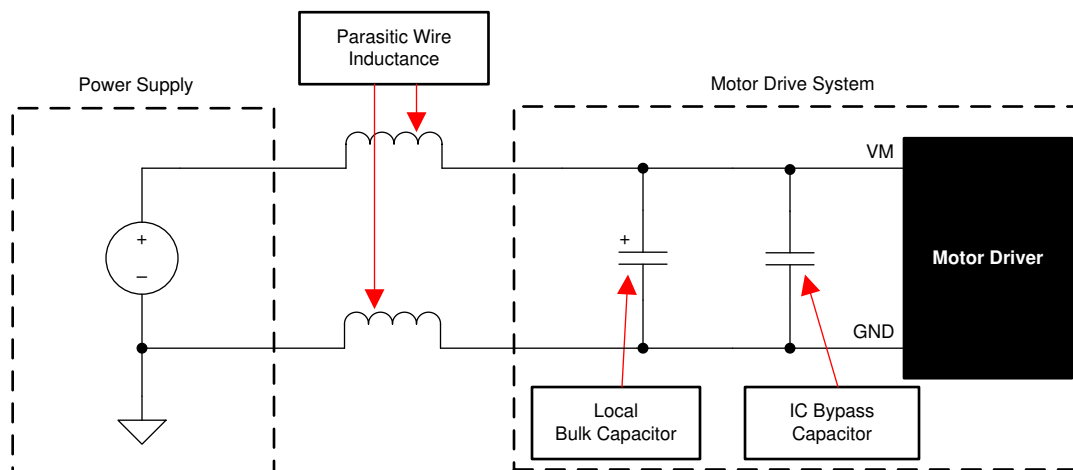 Parasitic Wire
Inductance
Power Supply
Motor Drive System
VM
+
+
–
Motor Driver
GND
Local
Bulk Capacitor
IC Bypass
Capacitor